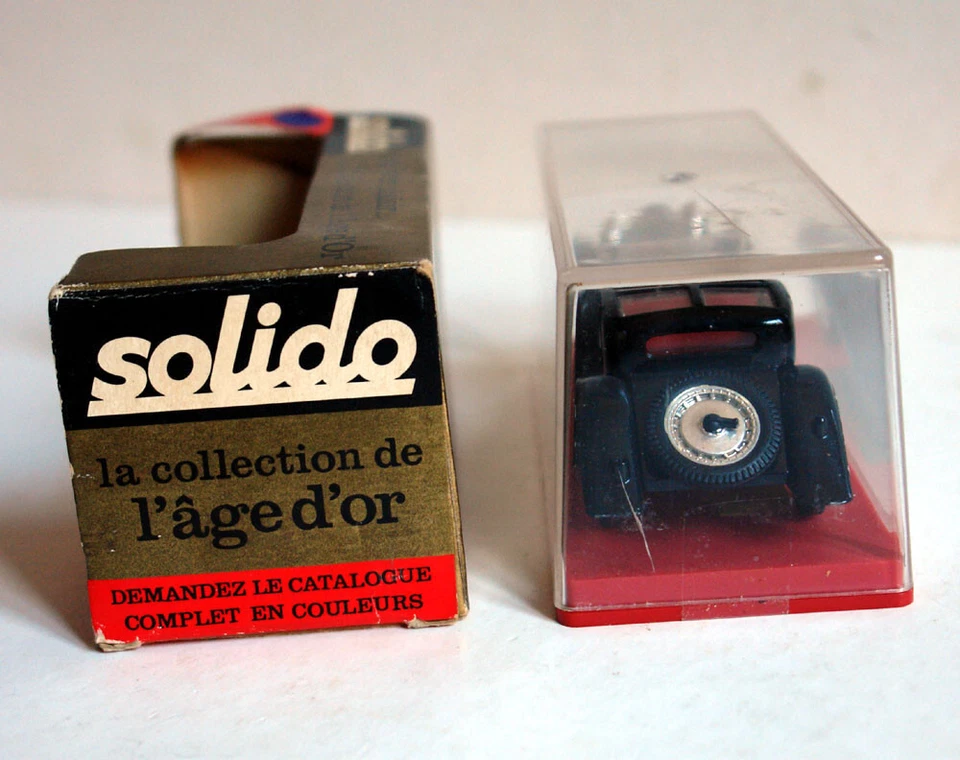 solido
la collection de
l'âge d'or
DEMANDEZ LE CATALOGUE
COMPLET EN COULEURS